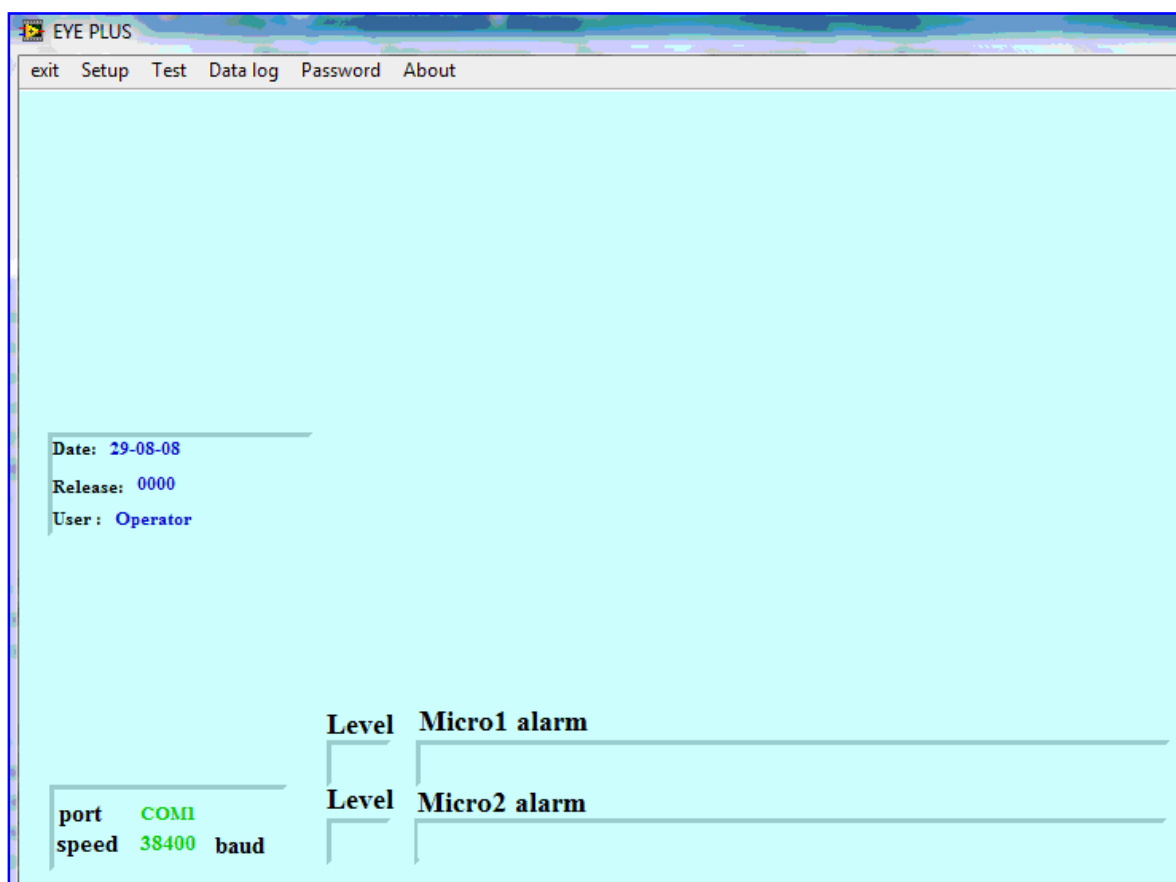 EYE PLUS
exit Setup Test Data log Password About
Date: 29-08-08
Release: 0000
User : Operator
Level Micro1 alarm
Level Micro2 alarm
port COM1
speed 38400 baud